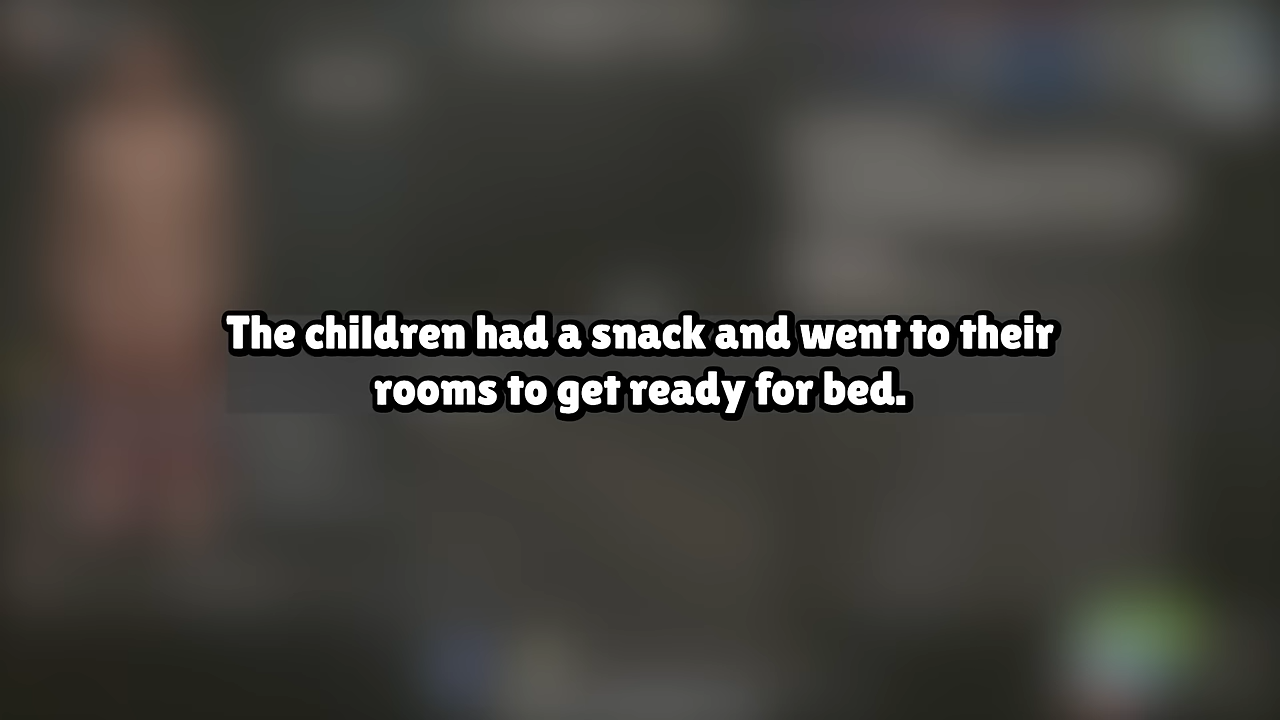 The children had a snack and went to their
rooms to get ready for bed.